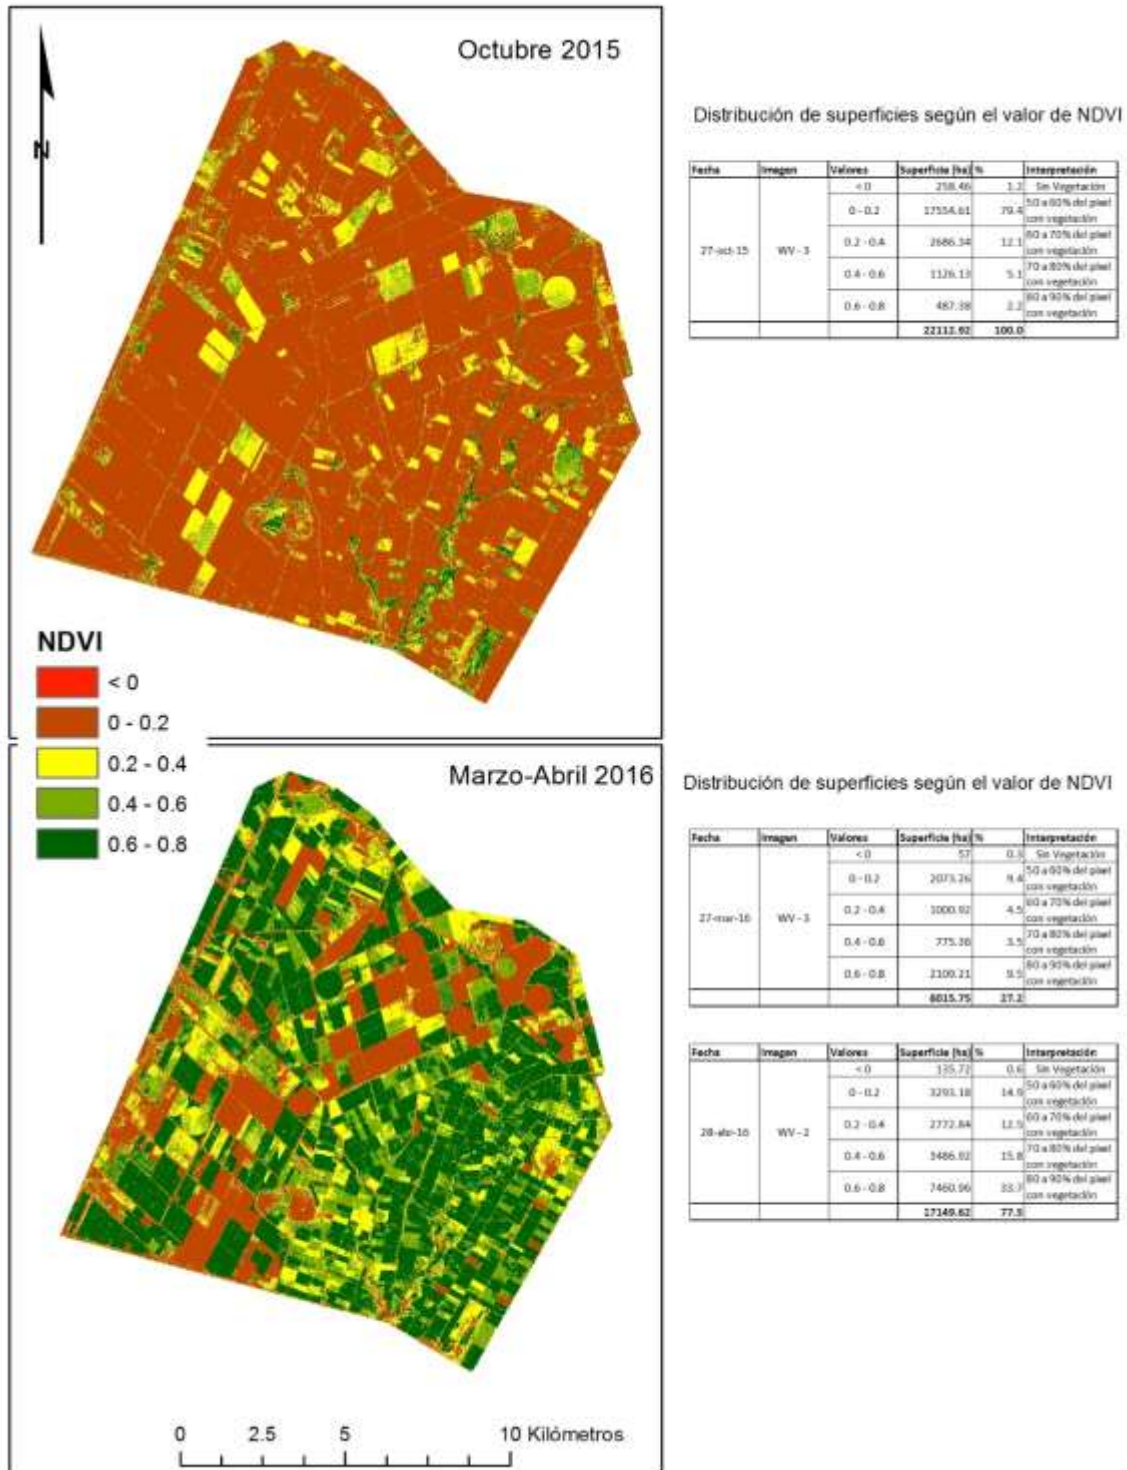 Octubre 2015
N
Distribución de superficies según el valor de NDVI
Fecha Imagen Valores Superficie (ha) % Interpretación
< 0 258.46 1.2 Sin Vegetación
0 - 0.2 17554.61 79.4 50 a 60% del pixel con vegetación
27-oct-15 WV - 3 0.2 - 0.4 2686.34 12.1 60 a 70% del pixel con vegetación
0.4 - 0.6 1126.13 5.1 70 a 80% del pixel con vegetación
0.6 - 0.8 487.38 2.2 80 a 90% del pixel con vegetación
22112.92 100.0
NDVI
< 0
0 - 0.2
0.2 - 0.4
0.4 - 0.6
0.6 - 0.8
Marzo-Abril 2016
Distribución de superficies según el valor de NDVI
Fecha Imagen Valores Superficie (ha) % Interpretación
< 0 57 0.3 Sin Vegetación
0 - 0.2 2073.26 9.4 50 a 60% del pixel con vegetación
27-mar-16 WV - 3 0.2 - 0.4 1000.92 4.5 60 a 70% del pixel con vegetación
0.4 - 0.6 775.36 3.5 70 a 80% del pixel con vegetación
0.6 - 0.8 2109.21 9.5 80 a 90% del pixel con vegetación
6015.75 27.2
Fecha Imagen Valores Superficie (ha) % Interpretación
< 0 135.72 0.6 Sin Vegetación
0 - 0.2 3293.18 14.9 50 a 60% del pixel con vegetación
28-abr-16 WV - 2 0.2 - 0.4 2772.84 12.5 60 a 70% del pixel con vegetación
0.4 - 0.6 3486.92 15.8 70 a 80% del pixel con vegetación
0.6 - 0.8 7460.96 33.7 80 a 90% del pixel con vegetación
17149.62 77.5
0 2.5 5 10 Kilómetros